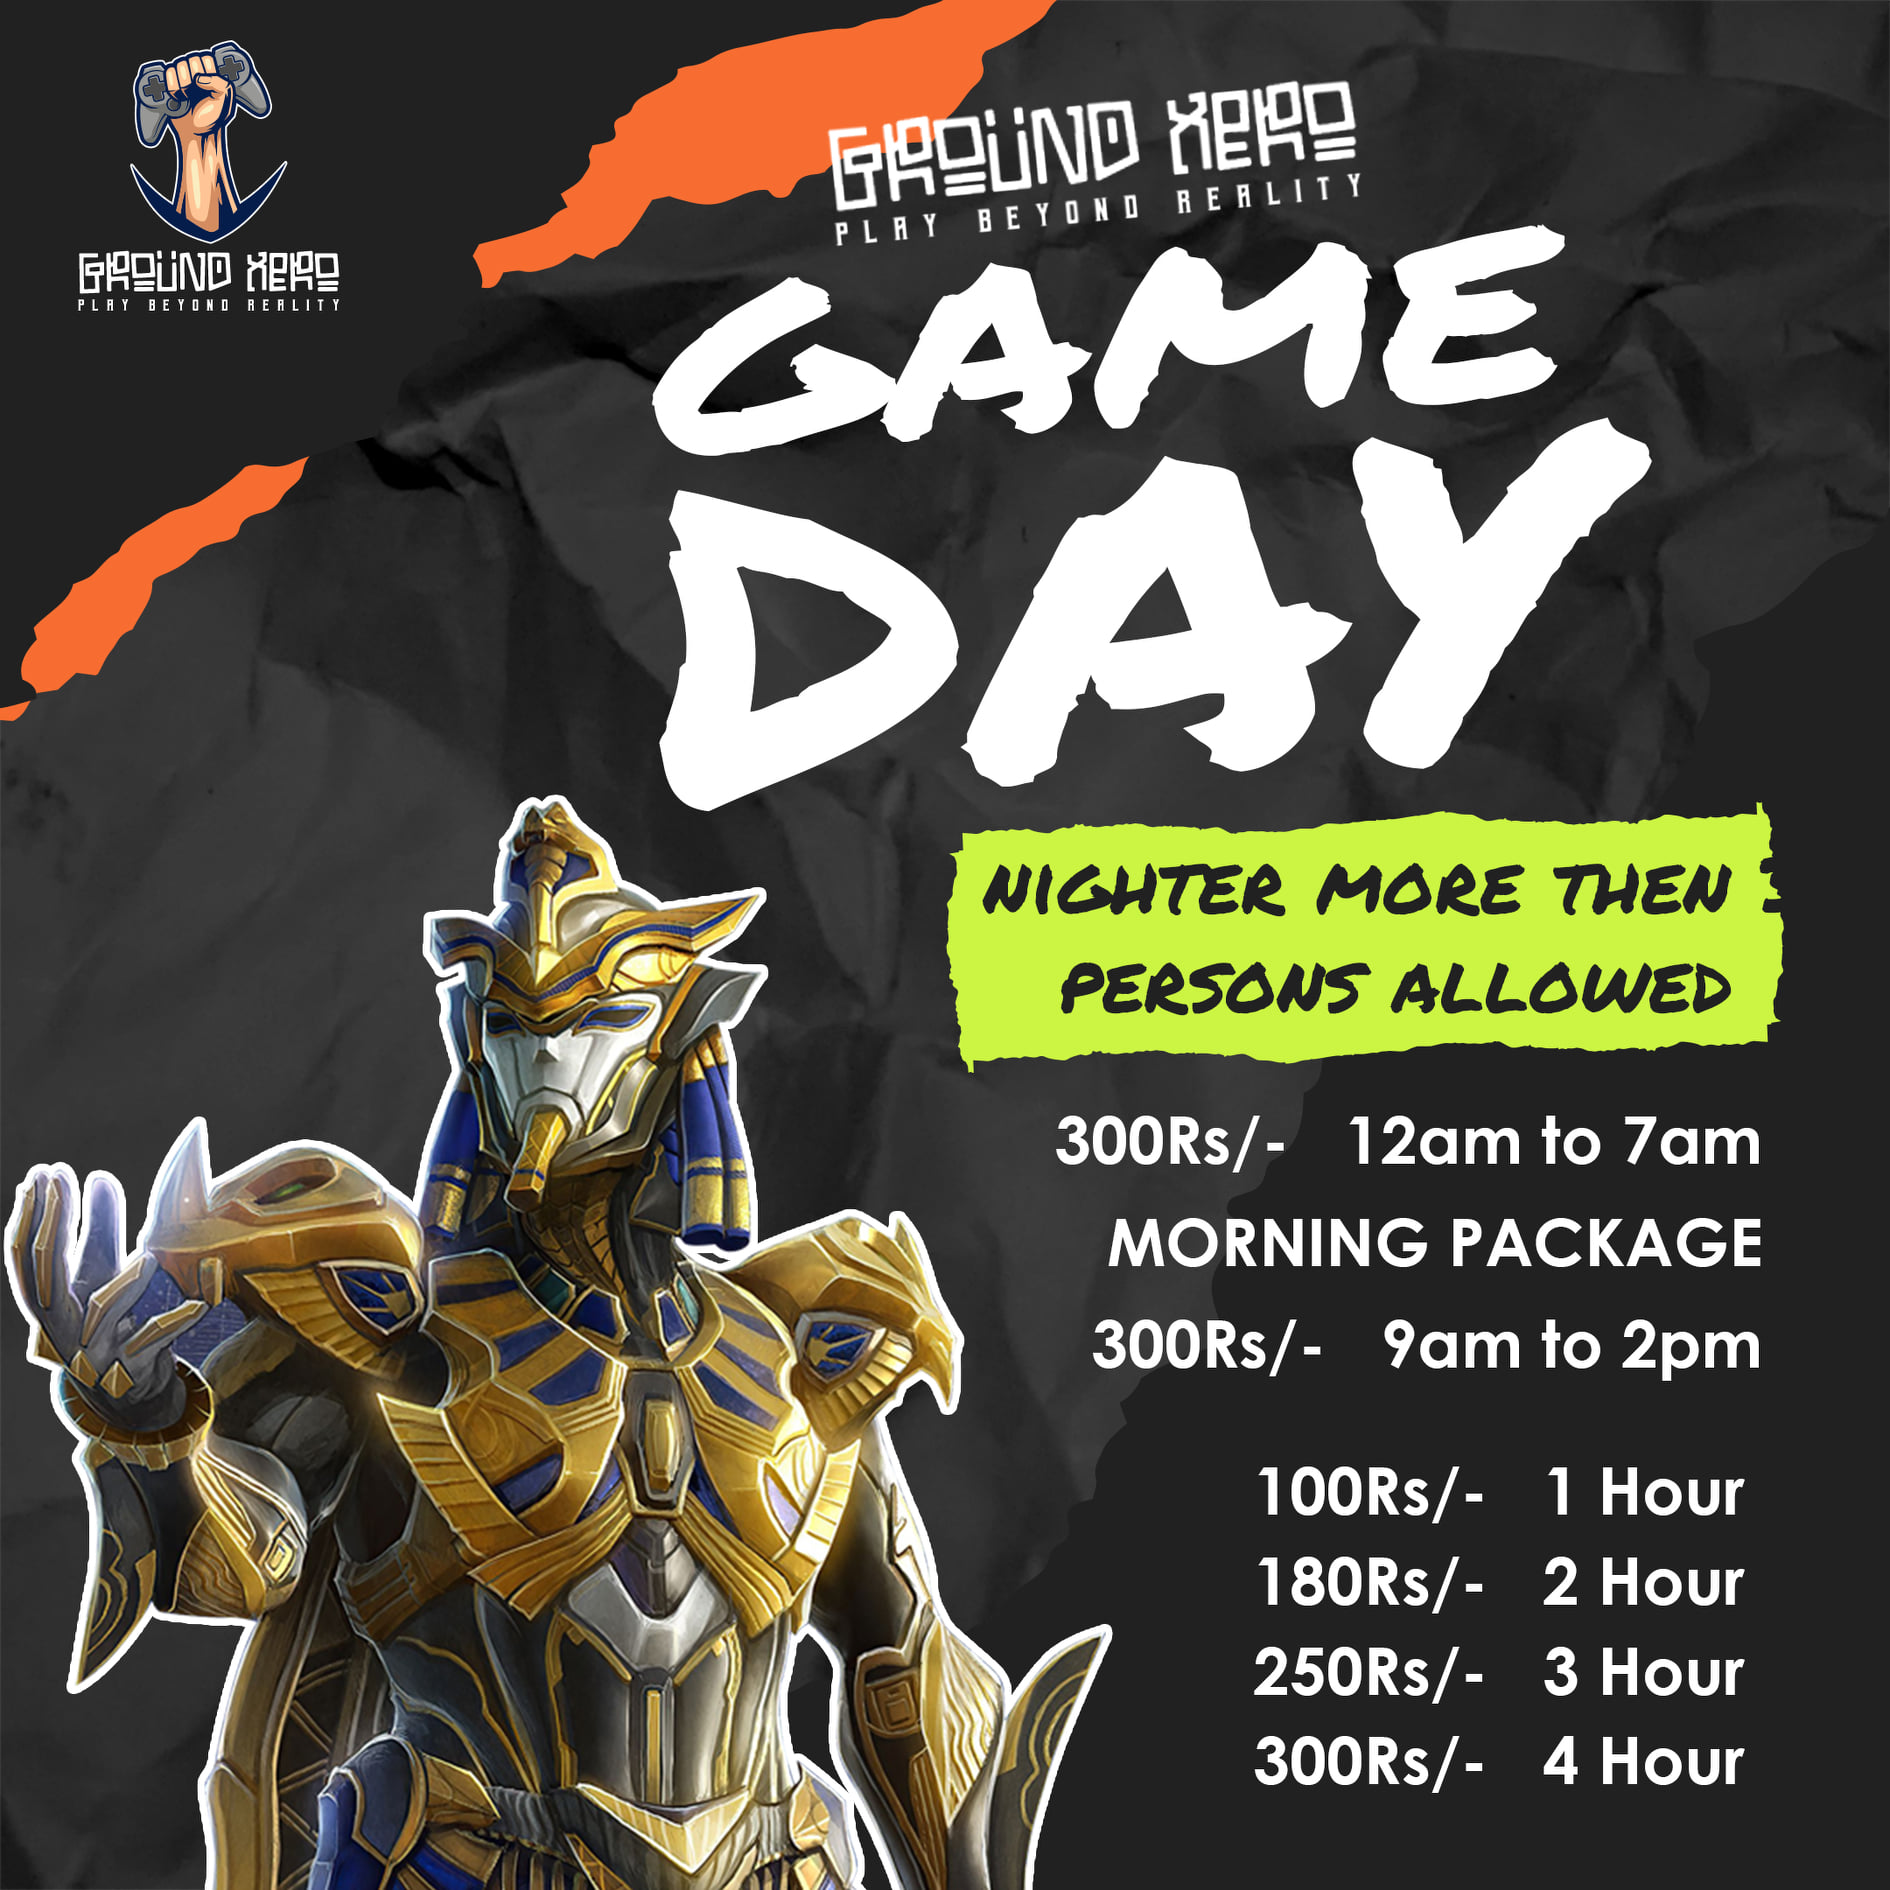 GROUND XERO
PLAY BEYOND REALITY
GROUND XERO
PLAY BEYOND REALITY
GAME
DAY
NIGHTER MORE THEN
PERSONS ALLOWED
300Rs/- 12am to 7am
MORNING PACKAGE
300Rs/- 9am to 2pm
100Rs/- 1 Hour
180Rs/- 2 Hour
250Rs/- 3 Hour
300Rs/- 4 Hour